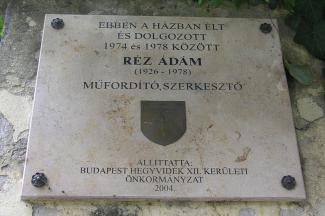 EBBEN A HÁZBAN ÉLT
ÉS DOLGOZOTT
1974 és 1978 KÖZÖTT
RÉZ ÁDÁM
(1926 - 1978)
MŰFORDÍTÓ, SZERKESZTŐ
ÁLLÍTTATTA:
BUDAPEST HEGYVIDÉK XII. KERÜLETI
ÖNKORMÁNYZAT
2004.